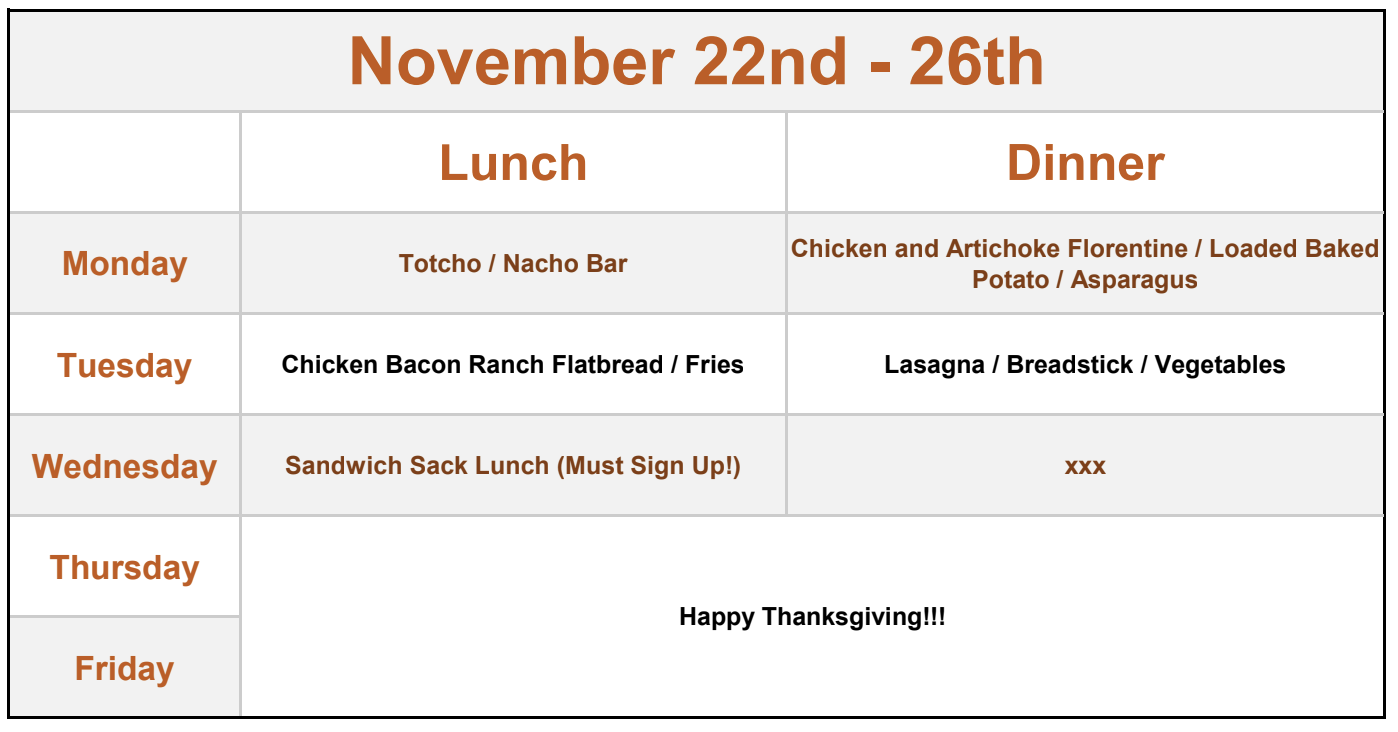 November 22nd - 26th
Lunch
Dinner
Monday
Totcho / Nacho Bar
Chicken and Artichoke Florentine / Loaded Baked
Potato / Asparagus
Tuesday
Chicken Bacon Ranch Flatbread / Fries
Lasagna / Breadstick / Vegetables
Wednesday
Sandwich Sack Lunch (Must Sign Up!)
xxx
Thursday
Happy Thanksgiving!!!
Friday